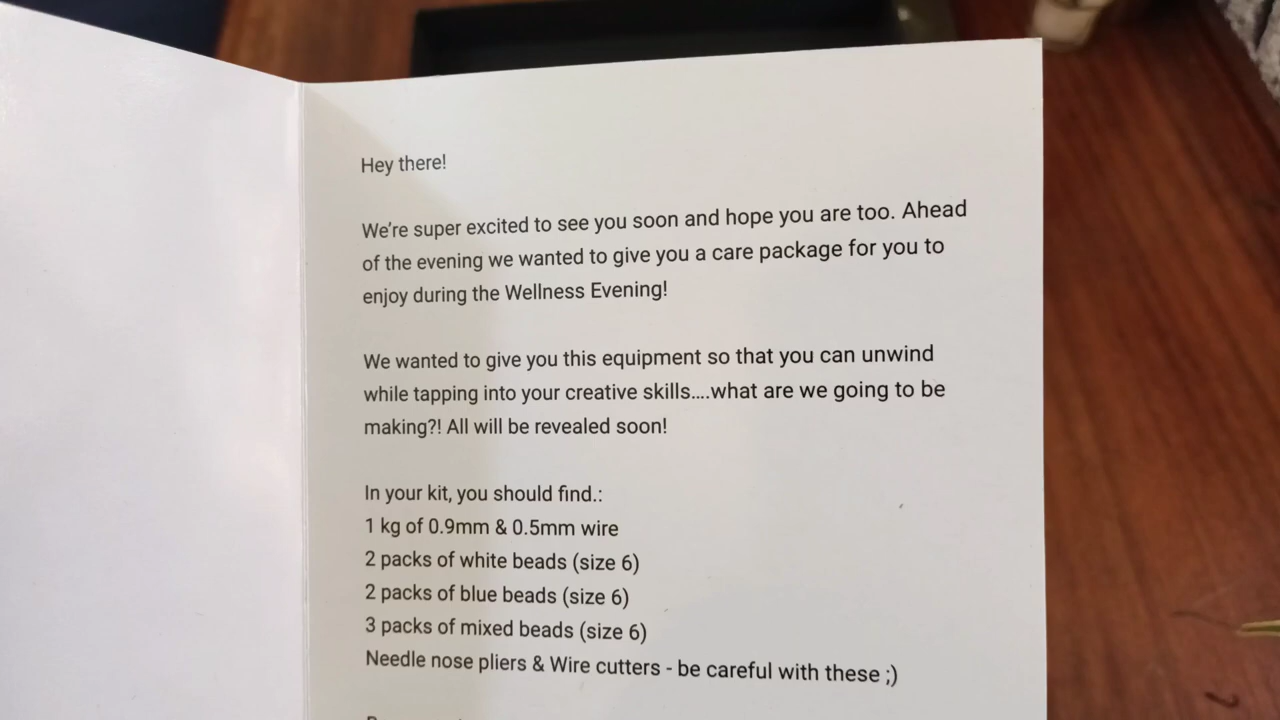 Hey there!
We're super excited to see you soon and hope you are too. Ahead
of the evening we wanted to give you a care package for you to
enjoy during the Wellness Evening!
We wanted to give you this equipment so that you can unwind
while tapping into your creative skills....what are we going to be
making?! All will be revealed soon!
In your kit, you should find.:
1 kg of 0.9mm & 0.5mm wire
2 packs of white beads (size 6)
2 packs of blue beads (size 6)
3 packs of mixed beads (size 6)
Needle nose pliers & Wire cutters - be careful with these ;)